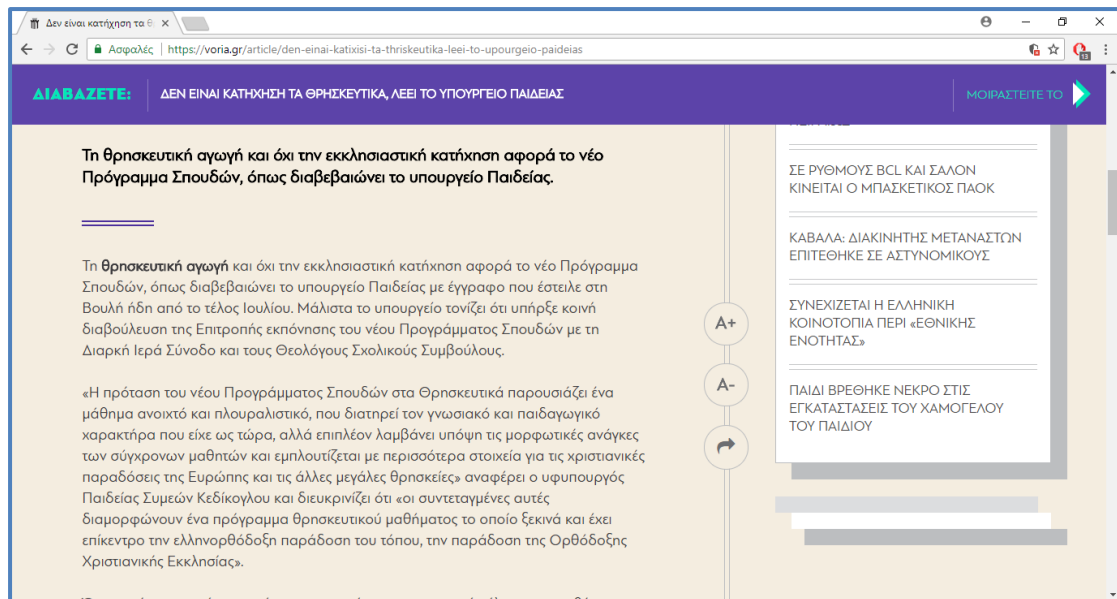 Δεν είναι κατήχηση τα Θρ
Ασφαλές | https://voria.gr/article/den-einai-katixisi-ta-thriskeutika-leei-to-upourgeio-paideias
13
ΔΙΑΒΑΖΕΤΕ: ΔΕΝ ΕΙΝΑΙ ΚΑΤΗΧΗΣΗ ΤΑ ΘΡΗΣΚΕΥΤΙΚΑ, ΛΕΕΙ ΤΟ ΥΠΟΥΡΓΕΙΟ ΠΑΙΔΕΙΑΣ
ΜΟΙΡΑΣΤΕΙΤΕ ΤΟ
Τη θρησκευτική αγωγή και όχι την εκκλησιαστική κατήχηση αφορά το νέο
Πρόγραμμα Σπουδών, όπως διαβεβαιώνει το υπουργείο Παιδείας.
Τη θρησκευτική αγωγή και όχι την εκκλησιαστική κατήχηση αφορά το νέο Πρόγραμμα
Σπουδών, όπως διαβεβαιώνει το υπουργείο Παιδείας με έγγραφο που έστειλε στη
Βουλή ήδη από το τέλος Ιουλίου. Μάλιστα το υπουργείο τονίζει ότι υπήρξε κοινή
διαβούλευση της Επιτροπής εκπόνησης του νέου Προγράμματος Σπουδών με τη
Διαρκή Ιερά Σύνοδο και τους Θεολόγους Σχολικούς Συμβούλους.
«Η πρόταση του νέου Προγράμματος Σπουδών στα Θρησκευτικά παρουσιάζει ένα
μάθημα ανοιχτό και πλουραλιστικό, που διατηρεί τον γνωσιακό και παιδαγωγικό
χαρακτήρα που είχε ως τώρα, αλλά επιπλέον λαμβάνει υπόψη τις μορφωτικές ανάγκες
των σύγχρονων μαθητών και εμπλουτίζεται με περισσότερα στοιχεία για τις χριστιανικές
παραδόσεις της Ευρώπης και τις άλλες μεγάλες θρησκείες» αναφέρει ο υφυπουργός
Παιδείας Συμεών Κεδίκογλου και διευκρινίζει ότι «οι συντεταγμένες αυτές
διαμορφώνουν ένα πρόγραμμα θρησκευτικού μαθήματος το οποίο ξεκινά και έχει
επίκεντρο την ελληνορθόδοξη παράδοση του τόπου, την παράδοση της Ορθόδοξης
Χριστιανικής Εκκλησίας».
A+
A-
ΣΕ ΡΥΘΜΟΥΣ BCL ΚΑΙ ΣΑΛΟΝ
ΚΙΝΕΙΤΑΙ Ο ΜΠΑΣΚΕΤΙΚΟΣ ΠΑΟΚ
ΚΑΒΑΛΑ: ΔΙΑΚΙΝΗΤΗΣ ΜΕΤΑΝΑΣΤΩΝ
ΕΠΙΤΕΘΗΚΕ ΣΕ ΑΣΤΥΝΟΜΙΚΟΥΣ
ΣΥΝΕΧΙΖΕΤΑΙ Η ΕΛΛΗΝΙΚΗ
ΚΟΙΝΟΤΟΠΙΑ ΠΕΡΙ «ΕΘΝΙΚΗΣ
ΕΝΟΤΗΤΑΣ»
ΠΑΙΔΙ ΒΡΕΘΗΚΕ ΝΕΚΡΟ ΣΤΙΣ
ΕΓΚΑΤΑΣΤΑΣΕΙΣ ΤΟΥ ΧΑΜΟΓΕΛΟΥ
ΤΟΥ ΠΑΙΔΙΟΥ